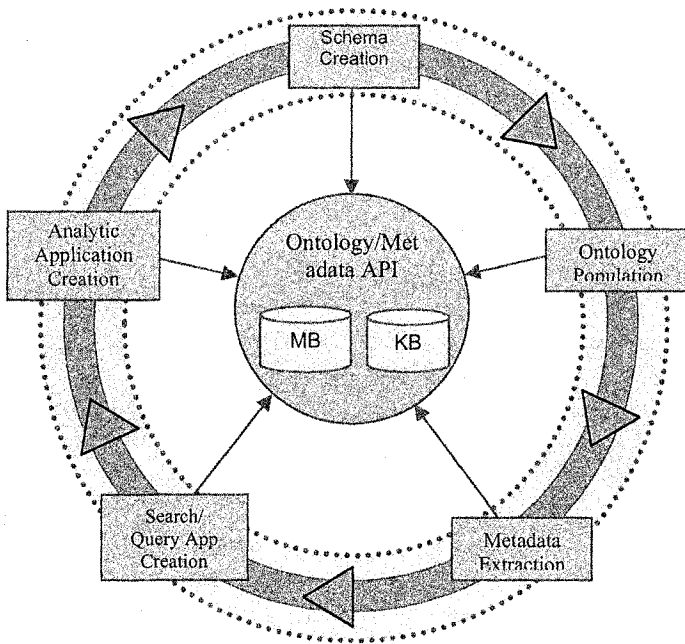 Schema
Creation
Analytic
Application
Creation
Ontology/Met
adata API
Ontology
Population
MB
KB
Search/
Query App
Creation
Metadata
Extraction